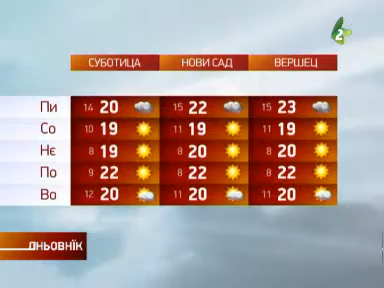 2
СУБОТИЦА НОВИ САД ВЕРШЕЦ
Пи 14 20 15 22 15 23
Со 10 19 11 19 11 19
Нє 8 19 8 20 8 20
По 9 22 8 22 8 22
Во 12 20 11 20 11 20
ДНЬОВНЇК